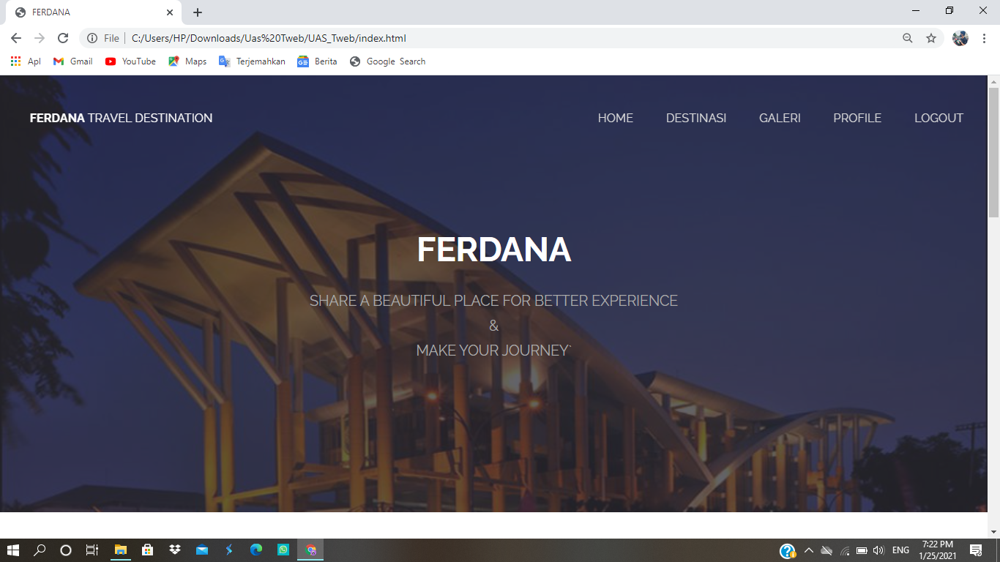 FERDANA
File
C:/Users/HP/Downloads/Uas%20Tweb/UAS_Tweb/index.html
Apl Gmail YouTube Maps Terjemahkan Berita Google Search
FERDANA TRAVEL DESTINATION
HOME DESTINASI GALERI PROFILE LOGOUT
FERDANA
SHARE A BEAUTIFUL PLACE FOR BETTER EXPERIENCE
&
MAKE YOUR JOURNEY`
ENG
7:22 PM
1/25/2021